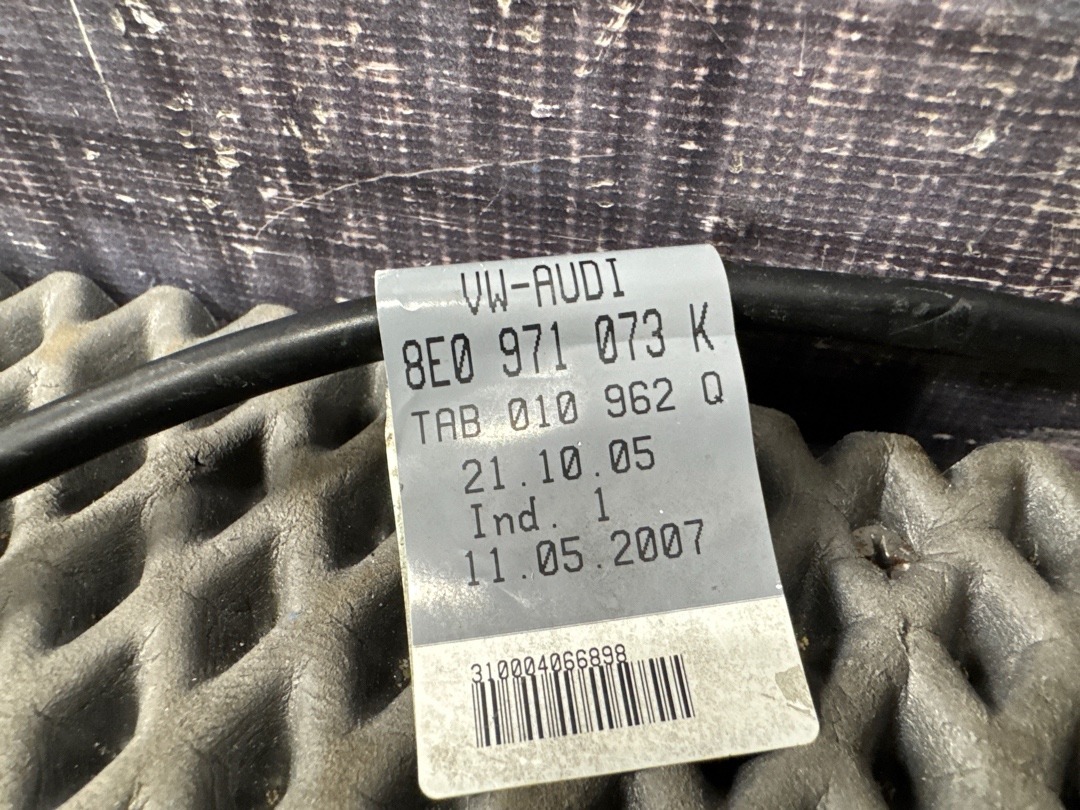 VW-AUDI
8E0 971 073 K
TAB 010 962 Q
21.10.05
Ind. 1
11.05.2007
310004066898